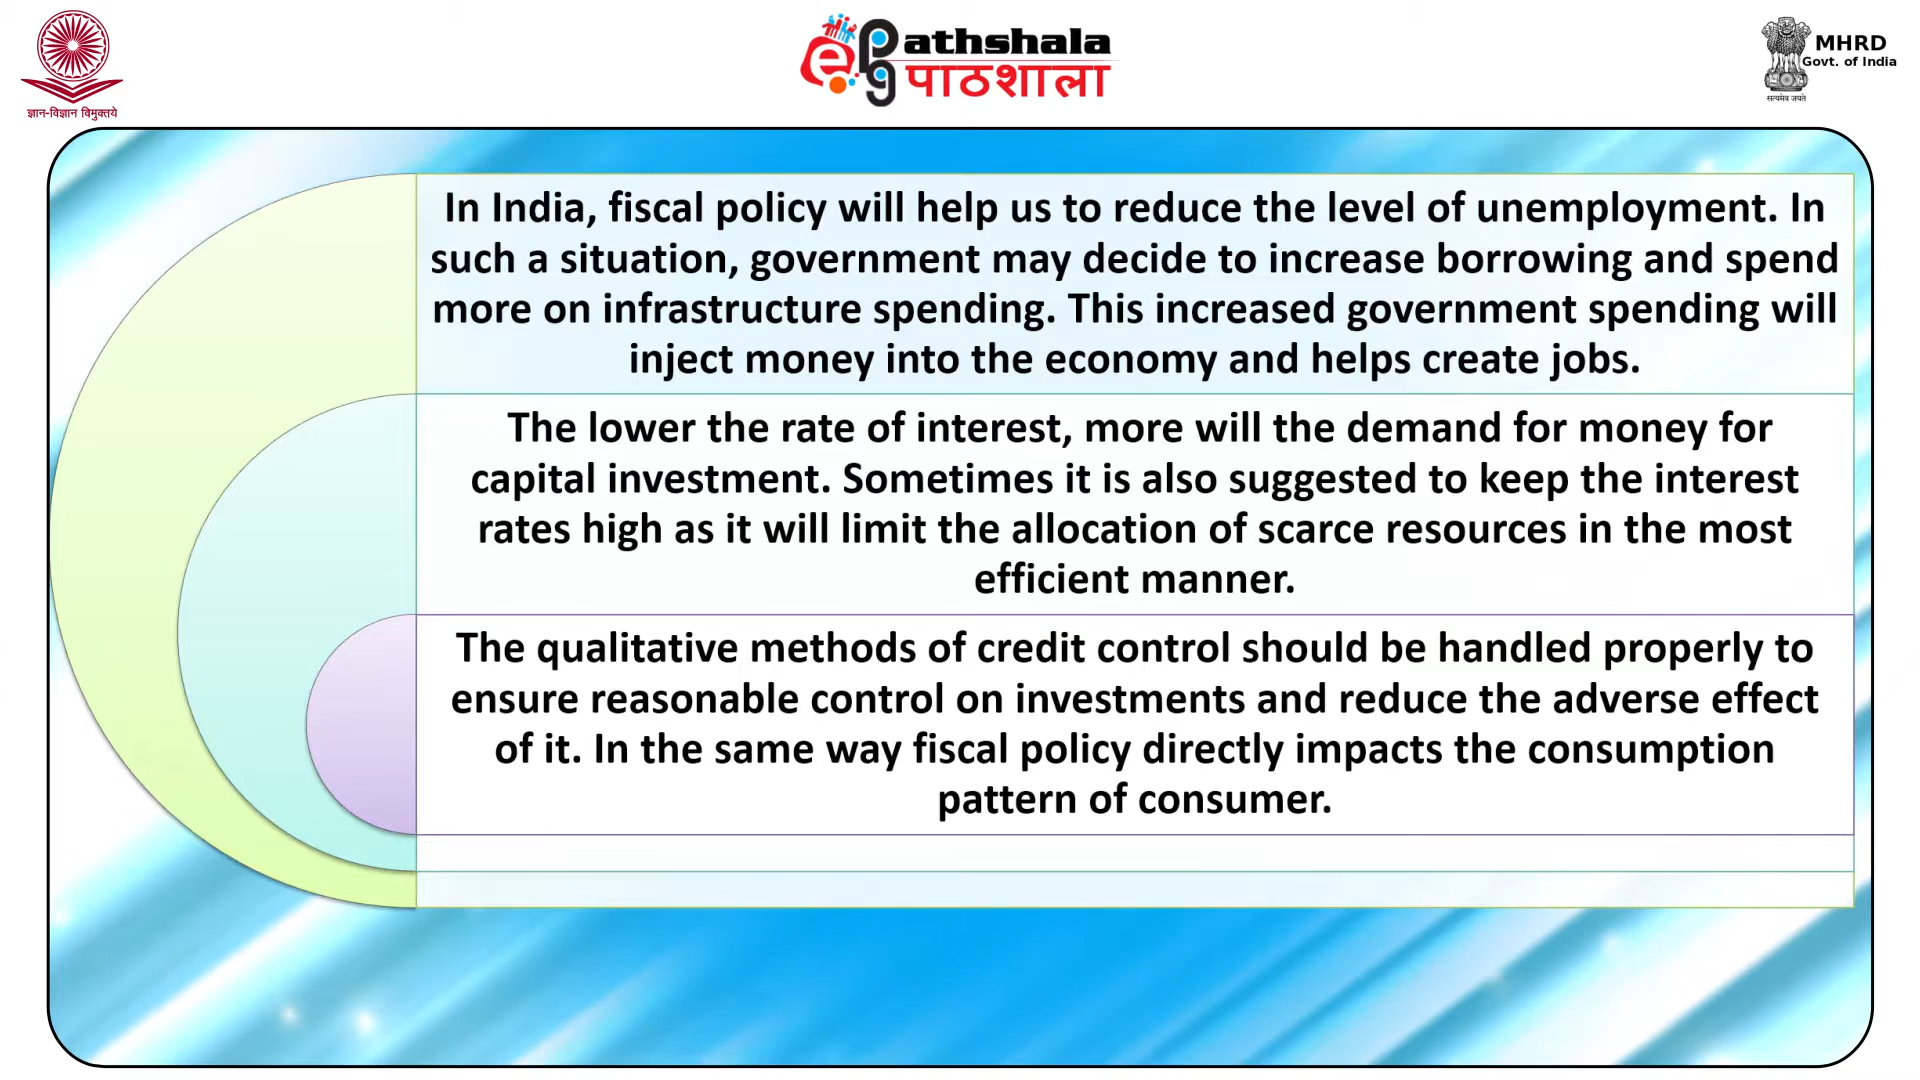 ज्ञान-विज्ञान विमुक्तये
ePG athshala
पाठशाला
MHRD
Govt. of India
सत्यमेव जयते
In India, fiscal policy will help us to reduce the level of unemployment. In
such a situation, government may decide to increase borrowing and spend
more on infrastructure spending. This increased government spending will
inject money into the economy and helps create jobs.
The lower the rate of interest, more will the demand for money for
capital investment. Sometimes it is also suggested to keep the interest
rates high as it will limit the allocation of scarce resources in the most
efficient manner.
The qualitative methods of credit control should be handled properly to
ensure reasonable control on investments and reduce the adverse effect
of it. In the same way fiscal policy directly impacts the consumption
pattern of consumer.